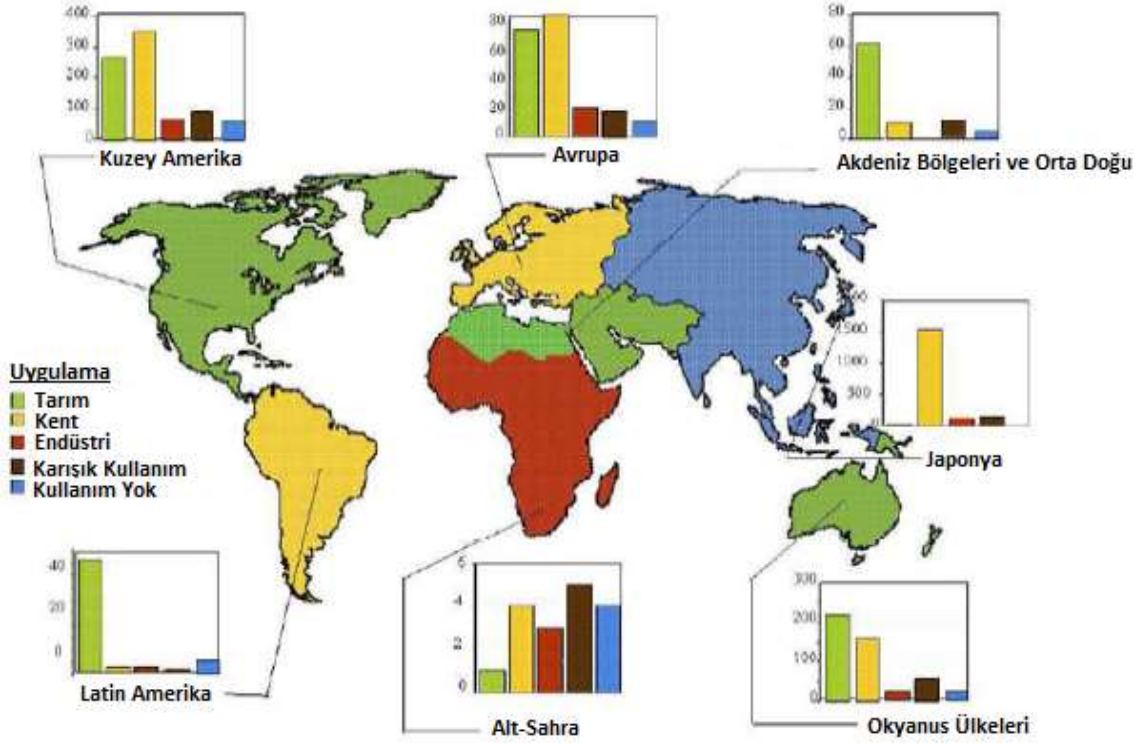 400
300
200
100
0
Kuzey Amerika
80
60
40
20
0
Avrupa
80
60
40
20
0
Akdeniz Bölgeleri ve Orta Doğu
1000
500
0
Japonya
Uygulama
Tarım
Kent
Endüstri
Karışık Kullanım
Kullanım Yok
40
20
0
Latin Amerika
6
4
2
0
Alt-Sahra
300
200
100
0
Okyanus Ülkeleri